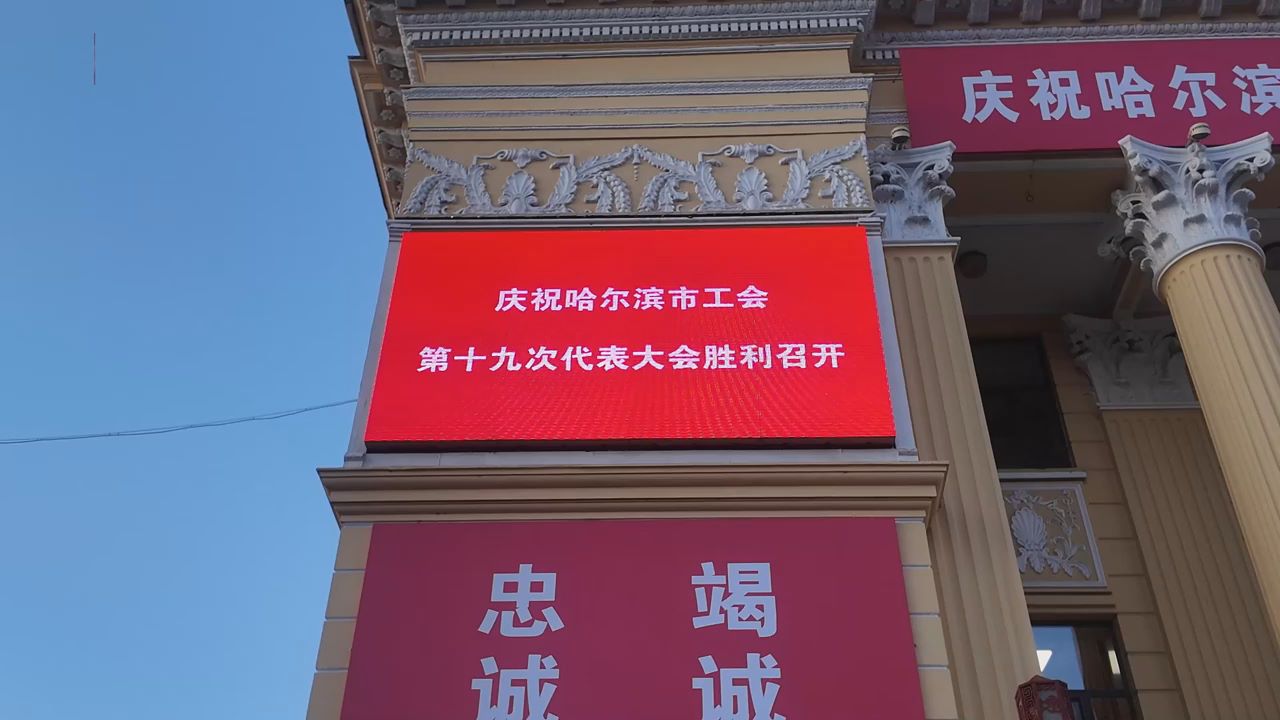 庆祝哈尔滨
庆祝哈尔滨市工会
第十九次代表大会胜利召开
忠诚
竭诚